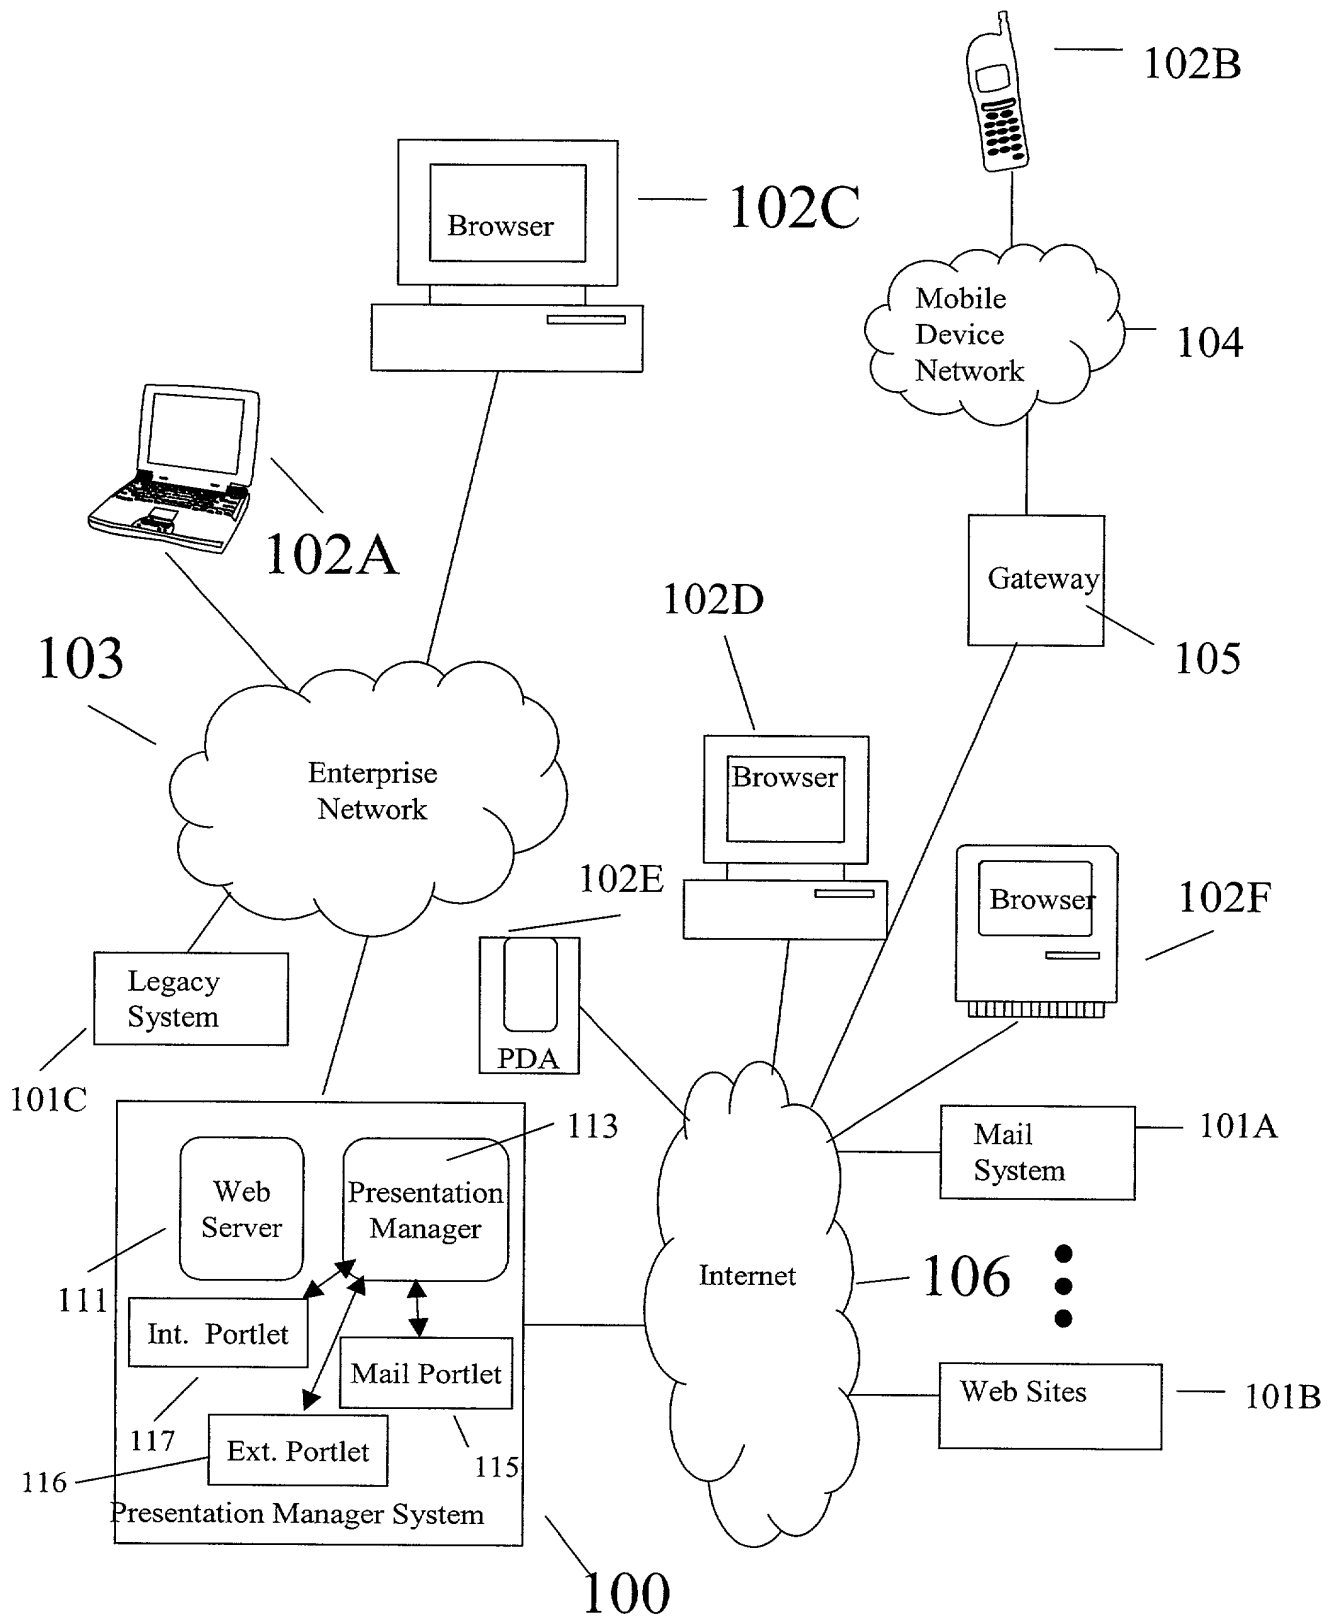 102B
102C
Browser
Mobile
Device
Network
104
102A
Gateway
102D
105
103
Enterprise
Network
Browser
102E
Browser
102F
Legacy
System
PDA
101C
113
Mail
System
101A
Web
Server
Presentation
Manager
Internet
106
111
Int. Portlet
Mail Portlet
Web Sites
101B
117
Ext. Portlet
115
116
Presentation Manager System
100